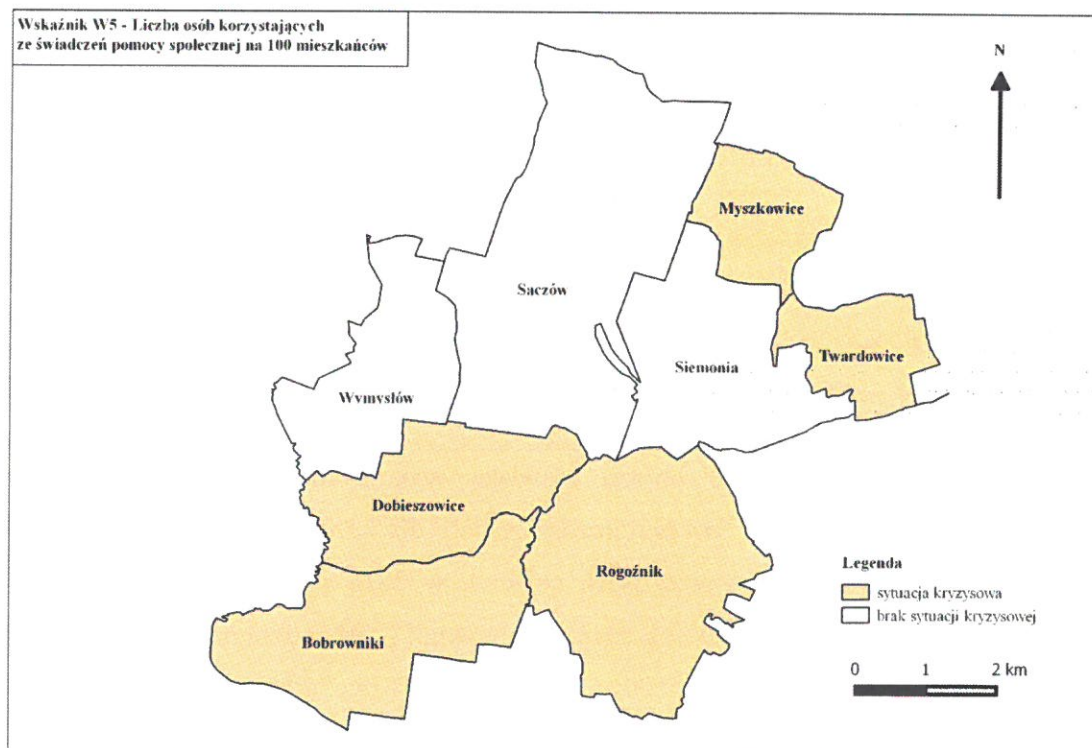 Wskaźnik W5 - Liczba osób korzystających
ze świadczeń pomocy społecznej na 100 mieszkańców
N
Myszkowice
Sączów
Twardowice
Siemonia
Wymysłów
Dobieszowice
Rogoźnik
Bobrowniki
Legenda
sytuacja kryzysowa
brak sytuacji kryzysowej
0 1 2 km